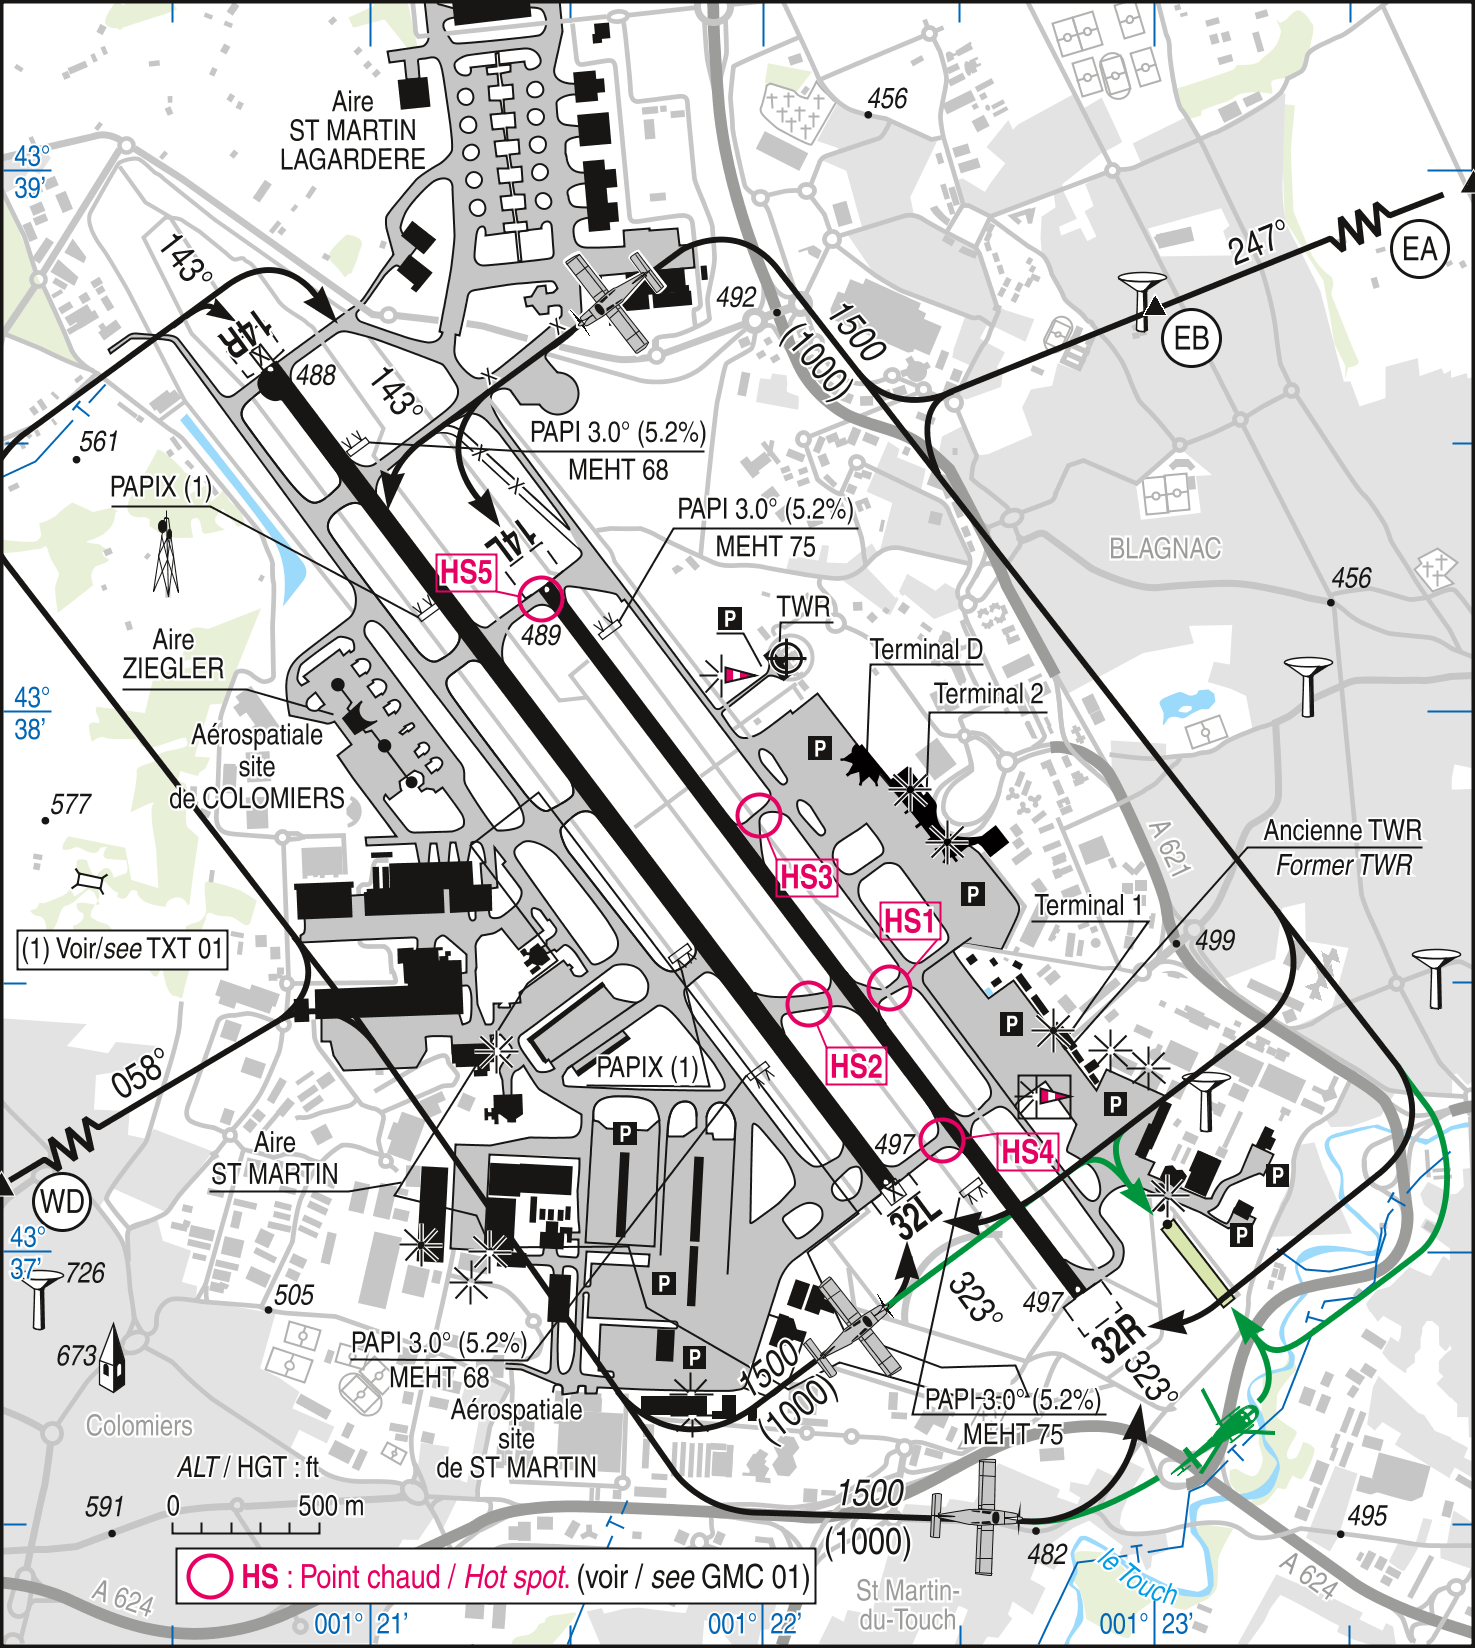 456
Aire
ST MARTIN
LAGARDERE
43°
39'
143°
247°
EA
EB
492
1500
(1000)
14R
488
143°
561
PAPI 3.0° (5.2%)
MEHT 68
PAPIX (1)
PAPI 3.0° (5.2%)
MEHT 75
14L
BLAGNAC
HS5
456
489
P
TWR
Aire
ZIEGLER
Terminal D
Terminal 2
43°
38'
Aérospatiale
site
de COLOMIERS
P
577
A 621
Ancienne TWR
Former TWR
HS3
P
Terminal 1
HS1
(1) Voir/see TXT 01
499
P
058°
PAPIX (1)
HS2
P
P
Aire
ST MARTIN
497
HS4
P
WD
32L
P
43°
37'
726
505
P
323°
497
32R
323°
673
PAPI 3.0° (5.2%)
MEHT 68
P
1500
(1000)
PAPI 3.0° (5.2%)
MEHT 75
Colomiers
Aérospatiale
site
de ST MARTIN
ALT / HGT : ft
0 500 m
591
1500
(1000)
482
495
le Touch
HS : Point chaud / Hot spot. (voir / see GMC 01)
A 624
A 624
St Martin-
du-Touch
001° 21'
001° 22'
001° 23'